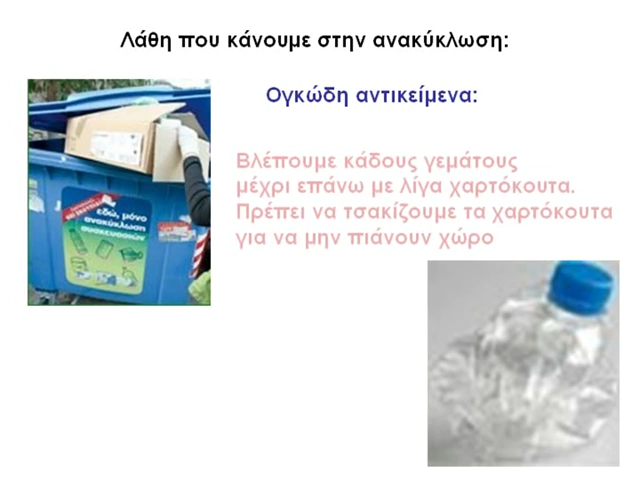 Λάθη που κάνουμε στην ανακύκλωση:
Ογκώδη αντικείμενα:
Βλέπουμε κάδους γεμάτους
μέχρι επάνω με λίγα χαρτόκουτα.
Πρέπει να τσακίζουμε τα χαρτόκουτα
για να μην πιάνουν χώρο
εδώ, μόνο
ανακύκλωση
συσκευασιών